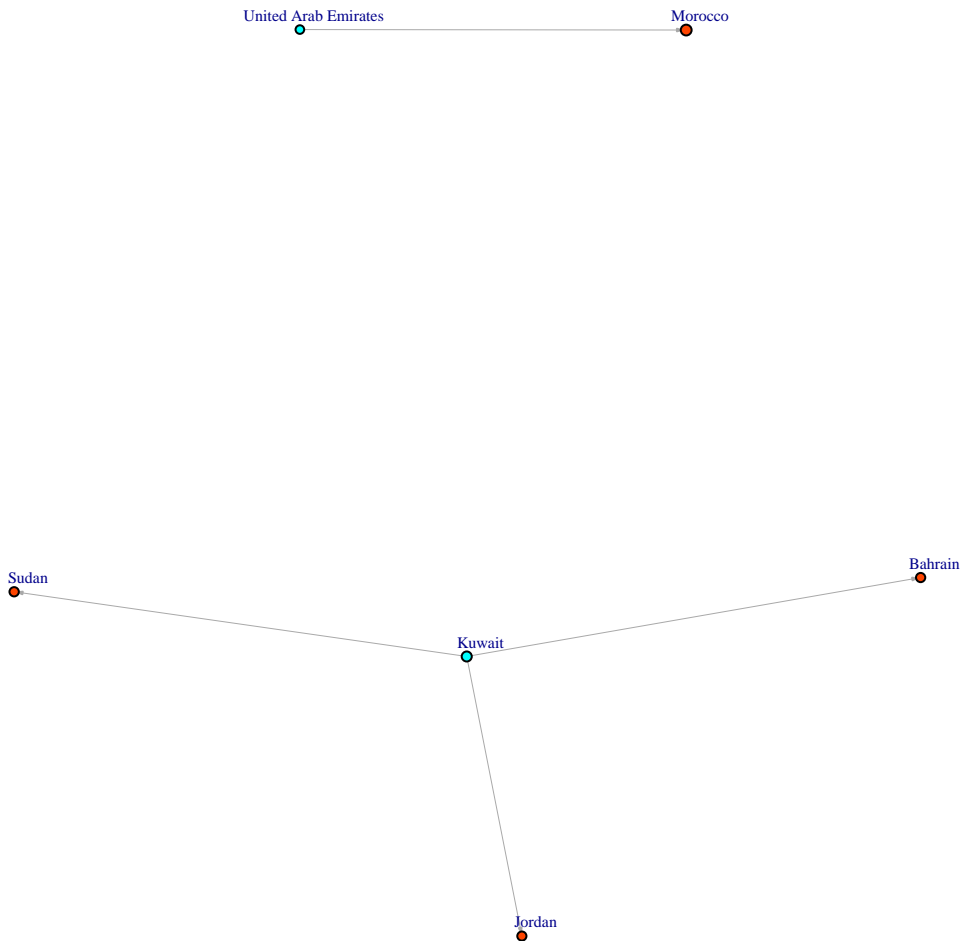 United Arab Emirates
Morocco
Sudan
Bahrain
Kuwait
Jordan